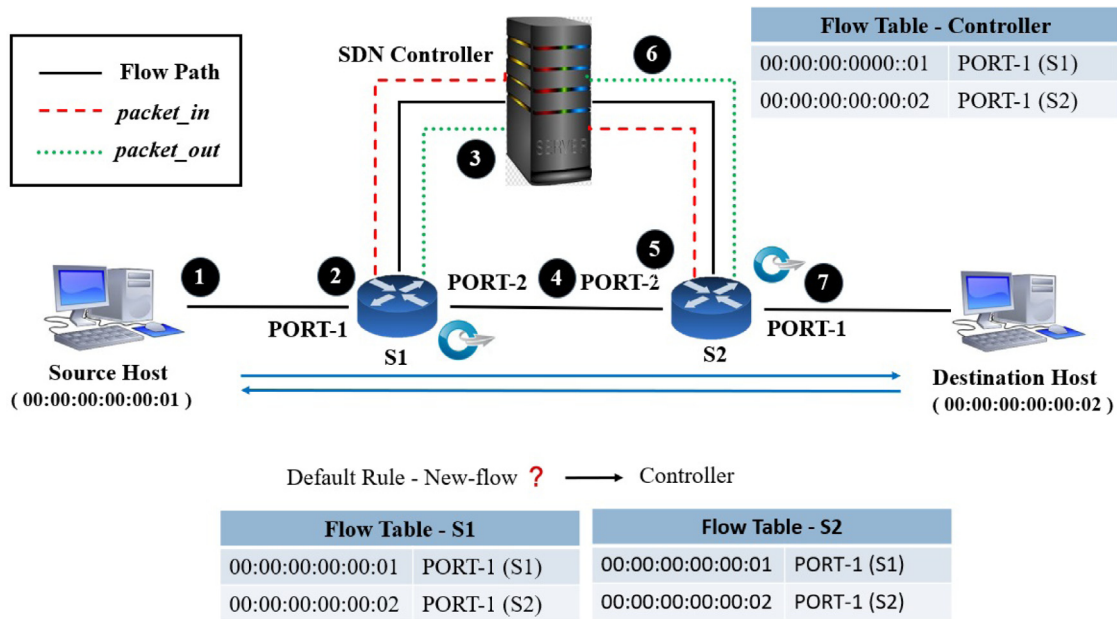 Flow Path
packet_in
packet_out
SDN Controller
SERVER
6
3
Flow Table - Controller
00:00:00:0000::01 PORT-1 (S1)
00:00:00:00:00:02 PORT-1 (S2)
1
2
PORT-2
4
PORT-2
5
7
PORT-1
S1
S2
PORT-1
Source Host
( 00:00:00:00:00:01 )
Destination Host
( 00:00:00:00:00:02 )
Default Rule - New-flow ? Controller
Flow Table - S1
00:00:00:00:00:01 PORT-1 (S1)
00:00:00:00:00:02 PORT-1 (S2)
Flow Table - S2
00:00:00:00:00:01 PORT-1 (S1)
00:00:00:00:00:02 PORT-1 (S2)